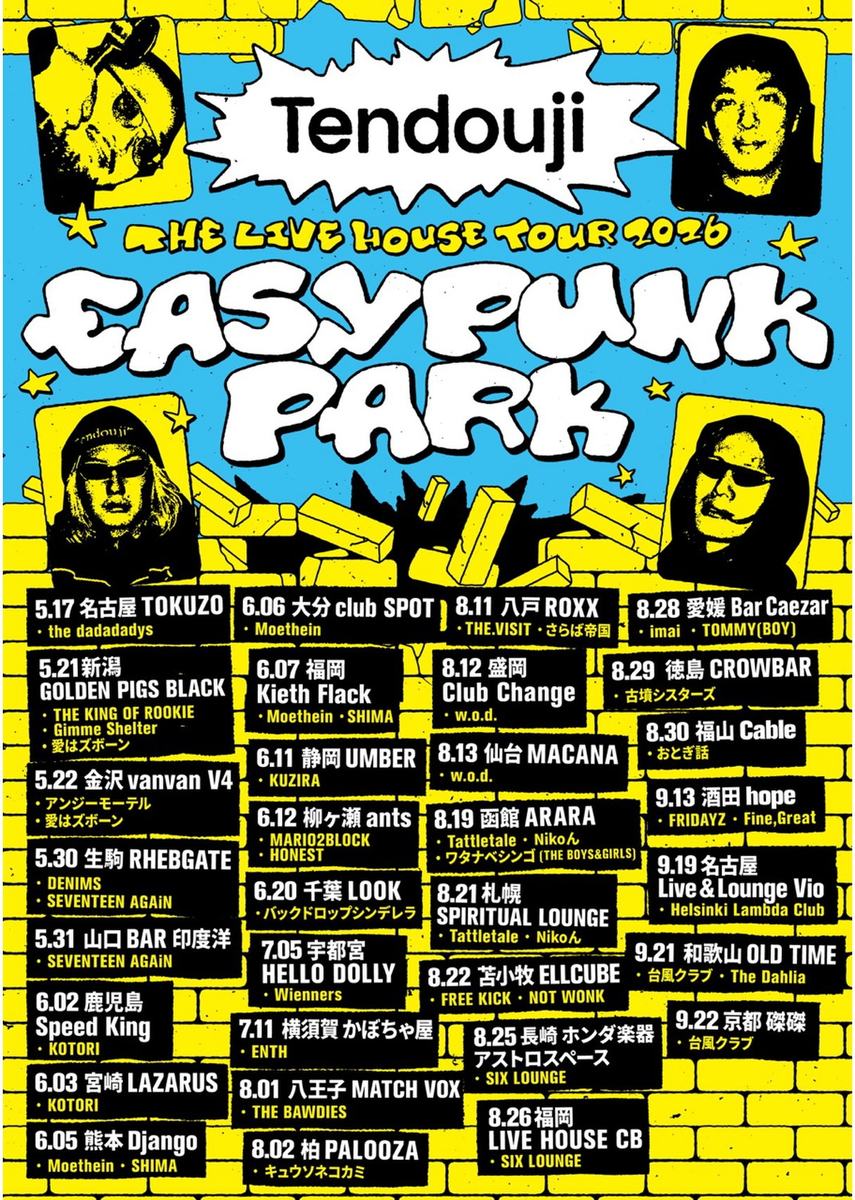 Tendouji
THE LIVE HOUSE TOUR 2026
EASYPUNK
PARK
Tendouji
5.17 名古屋 TOKUZO
・the dadadadys
5.21 新潟
GOLDEN PIGS BLACK
・THE KING OF ROOKIE
・Gimme Shelter
・愛はズボーン
5.22 金沢 vanvan V4
・アンジーモーテル
・愛はズボーン
5.30 生駒 RHEBGATE
・DENIMS
・SEVENTEEN AGAiN
5.31 山口 BAR 印度洋
・SEVENTEEN AGAiN
6.02 鹿児島
Speed King
・KOTORI
6.03 宮崎 LAZARUS
・KOTORI
6.05 熊本 Django
・Moethein ・SHIMA
6.06 大分 club SPOT
・Moethein
6.07 福岡
Kieth Flack
・Moethein ・SHIMA
6.11 静岡 UMBER
・KUZIRA
6.12 柳ヶ瀬 ants
・MARIO2BLOCK
・HONEST
6.20 千葉 LOOK
・バックドロップシンデレラ
7.05 宇都宮
HELLO DOLLY
・Wienners
7.11 横須賀 かぼちゃ屋
・ENTH
8.01 八王子 MATCH VOX
・THE BAWDIES
8.02 柏 PALOOZA
・キュウソネコカミ
8.11 八戸 ROXX
・THE.VISIT ・さらば帝国
8.12 盛岡
Club Change
・w.o.d.
8.13 仙台 MACANA
・w.o.d.
8.19 函館 ARARA
・Tattletale ・Nikoん
・ワタナベシンゴ (THE BOYS&GIRLS)
8.21 札幌
SPIRITUAL LOUNGE
・Tattletale ・Nikoん
8.22 苫小牧 ELLCUBE
・FREE KICK ・NOT WONK
8.25 長崎 ホンダ楽器
アストロスペース
・SIX LOUNGE
8.26 福岡
LIVE HOUSE CB
・SIX LOUNGE
8.28 愛媛 Bar Caezar
・imai ・TOMMY(BOY)
8.29 徳島 CROWBAR
・古墳シスターズ
8.30 福山 Cable
・おとぎ話
9.13 酒田 hope
・FRIDAYZ ・Fine,Great
9.19 名古屋
Live & Lounge Vio
・Helsinki Lambda Club
9.21 和歌山 OLD TIME
・台風クラブ ・The Dahlia
9.22 京都 磔磔
・台風クラブ